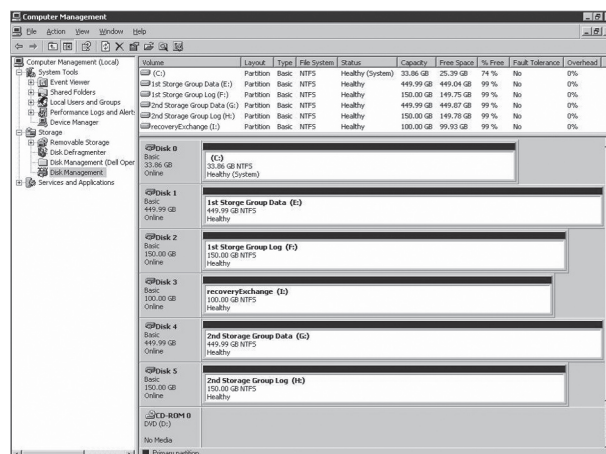 Computer Management
File Action View Window Help
Computer Management (Local)
System Tools
Event Viewer
Shared Folders
Local Users and Groups
Performance Logs and Alerts
Device Manager
Storage
Removable Storage
Disk Defragmenter
Disk Management (Dell Oper
Disk Management
Services and Applications
Volume Layout Type File System Status Capacity Free Space % Free Fault Tolerance Overhead
(C:) Partition Basic NTFS Healthy (System) 33.86 GB 25.39 GB 74 % No 0%
1st Storge Group Data (E:) Partition Basic NTFS Healthy 449.99 GB 449.04 GB 99 % No 0%
1st Storge Group Log (F:) Partition Basic NTFS Healthy 150.00 GB 149.75 GB 99 % No 0%
2nd Storage Group Data (G:) Partition Basic NTFS Healthy 449.99 GB 449.87 GB 99 % No 0%
2nd Storage Group Log (H:) Partition Basic NTFS Healthy 150.00 GB 149.78 GB 99 % No 0%
recoveryExchange (I:) Partition Basic NTFS Healthy 100.00 GB 99.93 GB 99 % No 0%
Disk 0
Basic
33.86 GB
Online
(C:)
33.86 GB NTFS
Healthy (System)
Disk 1
Basic
449.99 GB
Online
1st Storge Group Data (E:)
449.99 GB NTFS
Healthy
Disk 2
Basic
150.00 GB
Online
1st Storge Group Log (F:)
150.00 GB NTFS
Healthy
Disk 3
Basic
100.00 GB
Online
recoveryExchange (I:)
100.00 GB NTFS
Healthy
Disk 4
Basic
449.99 GB
Online
2nd Storage Group Data (G:)
449.99 GB NTFS
Healthy
Disk 5
Basic
150.00 GB
Online
2nd Storage Group Log (H:)
150.00 GB NTFS
Healthy
CD-ROM 0
DVD (D:)
No Media
Primary partition